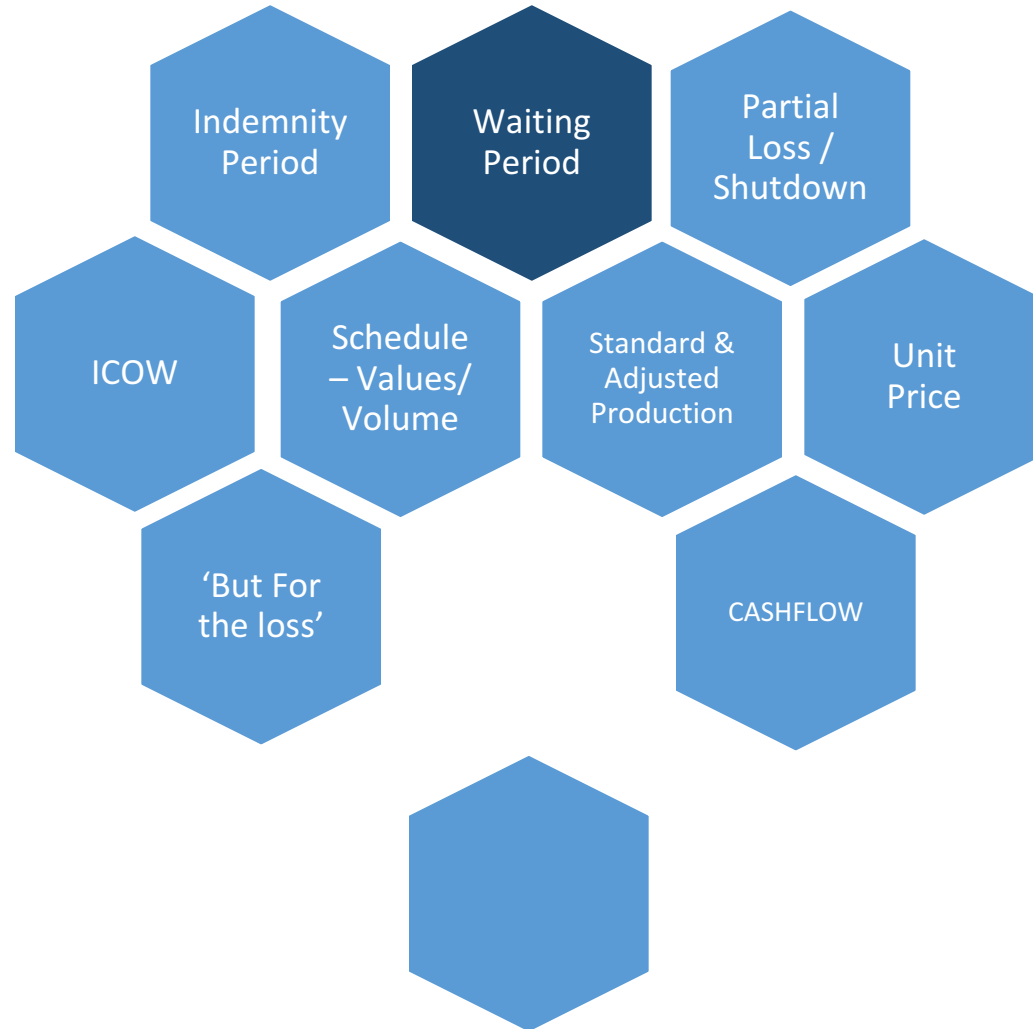 Indemnity
Period
Waiting
Period
Partial
Loss /
Shutdown
ICOW
Schedule
– Values/
Volume
Standard &
Adjusted
Production
Unit
Price
‘But For
the loss’
CASHFLOW